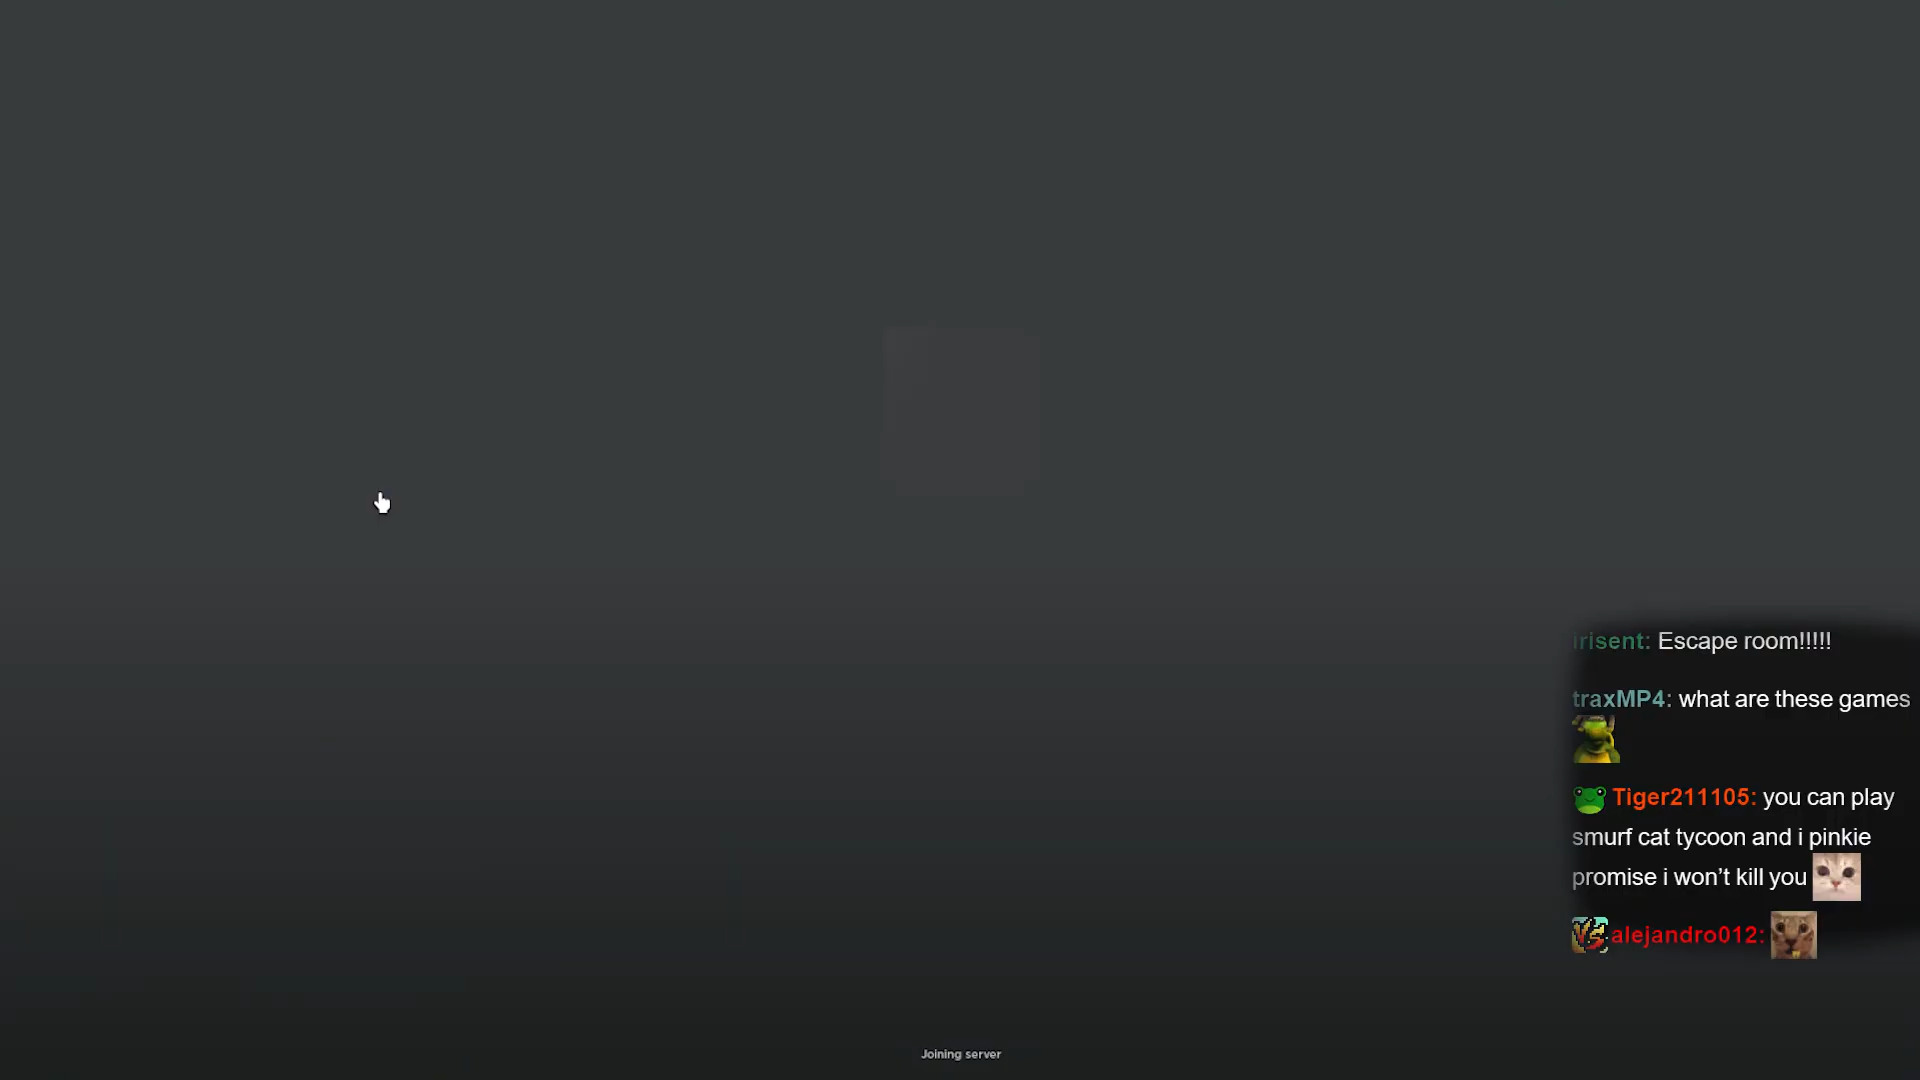 irisent: Escape room!!!!!
traxMP4: what are these games
Tiger211105: you can play
smurf cat tycoon and i pinkie
promise i won't kill you
alejandro012:
Joining server